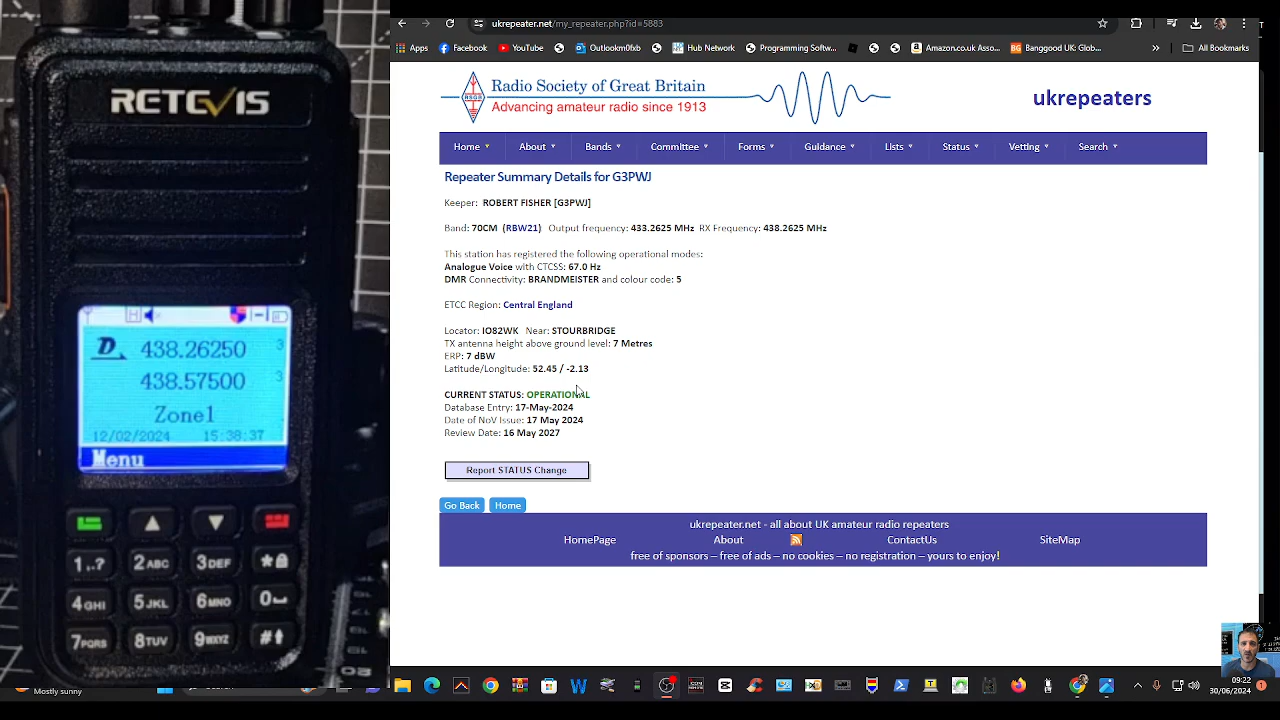 RETEVIS
H
D 438.26250 3
438.57500 3
Zone1
12/02/2024 15:38:37
Menu
1,.? 2ABC 3DEF *
4GHI 5JKL 6MNO 0
7PQRS 8TUV 9WXYZ #
Mostly sunny
ukrepeater.net/my_repeater.php?id=5883
Apps Facebook YouTube Outlookm0fxb Hub Network Programming Softw... Amazon.co.uk Asso... BG Banggood UK: Glob... » All Bookmarks
RSGB
Radio Society of Great Britain
Advancing amateur radio since 1913
ukrepeaters
Home About Bands Committee Forms Guidance Lists Status Vetting Search
Repeater Summary Details for G3PWJ
Keeper: ROBERT FISHER [G3PWJ]
Band: 70CM (RBW21) Output frequency: 433.2625 MHz RX Frequency: 438.2625 MHz
This station has registered the following operational modes:
Analogue Voice with CTCSS: 67.0 Hz
DMR Connectivity: BRANDMEISTER and colour code: 5
ETCC Region: Central England
Locator: IO82WK Near: STOURBRIDGE
TX antenna height above ground level: 7 Metres
ERP: 7 dBW
Latitude/Longitude: 52.45 / -2.13
CURRENT STATUS: OPERATIONAL
Database Entry: 17-May-2024
Date of NoV Issue: 17 May 2024
Review Date: 16 May 2027
Report STATUS Change
Go Back Home
ukrepeater.net - all about UK amateur radio repeaters
HomePage About ContactUs SiteMap
free of sponsors – free of ads – no cookies – no registration – yours to enjoy!
09:22
30/06/2024